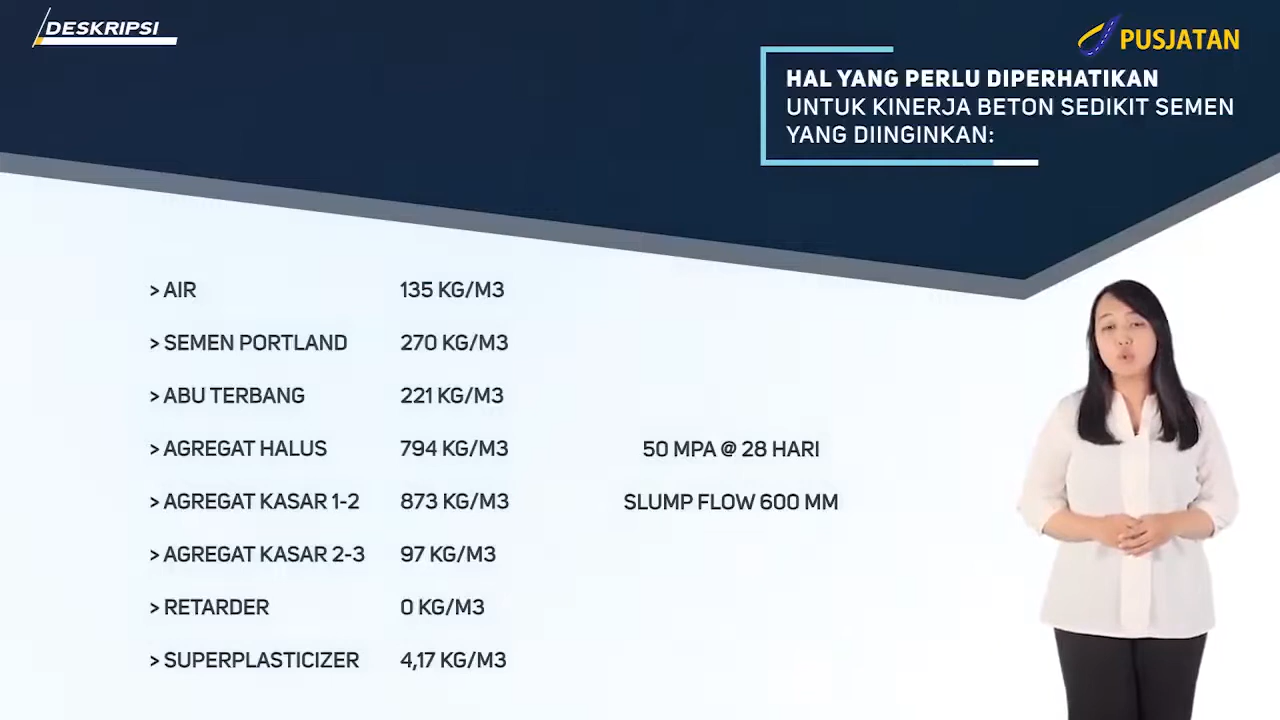 DESKRIPSI
PUSJATAN
HAL YANG PERLU DIPERHATIKAN
UNTUK KINERJA BETON SEDIKIT SEMEN
YANG DIINGINKAN:
> AIR 135 KG/M3
> SEMEN PORTLAND 270 KG/M3
> ABU TERBANG 221 KG/M3
> AGREGAT HALUS 794 KG/M3 50 MPA @ 28 HARI
> AGREGAT KASAR 1-2 873 KG/M3 SLUMP FLOW 600 MM
> AGREGAT KASAR 2-3 97 KG/M3
> RETARDER 0 KG/M3
> SUPERPLASTICIZER 4,17 KG/M3